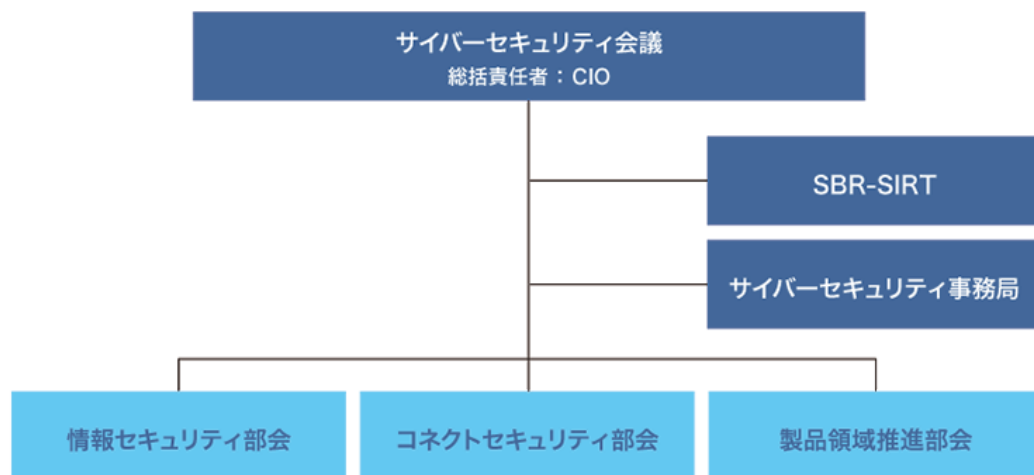 サイバーセキュリティ会議
総括責任者：CIO
SBR-SIRT
サイバーセキュリティ事務局
情報セキュリティ部会
コネクトセキュリティ部会
製品領域推進部会